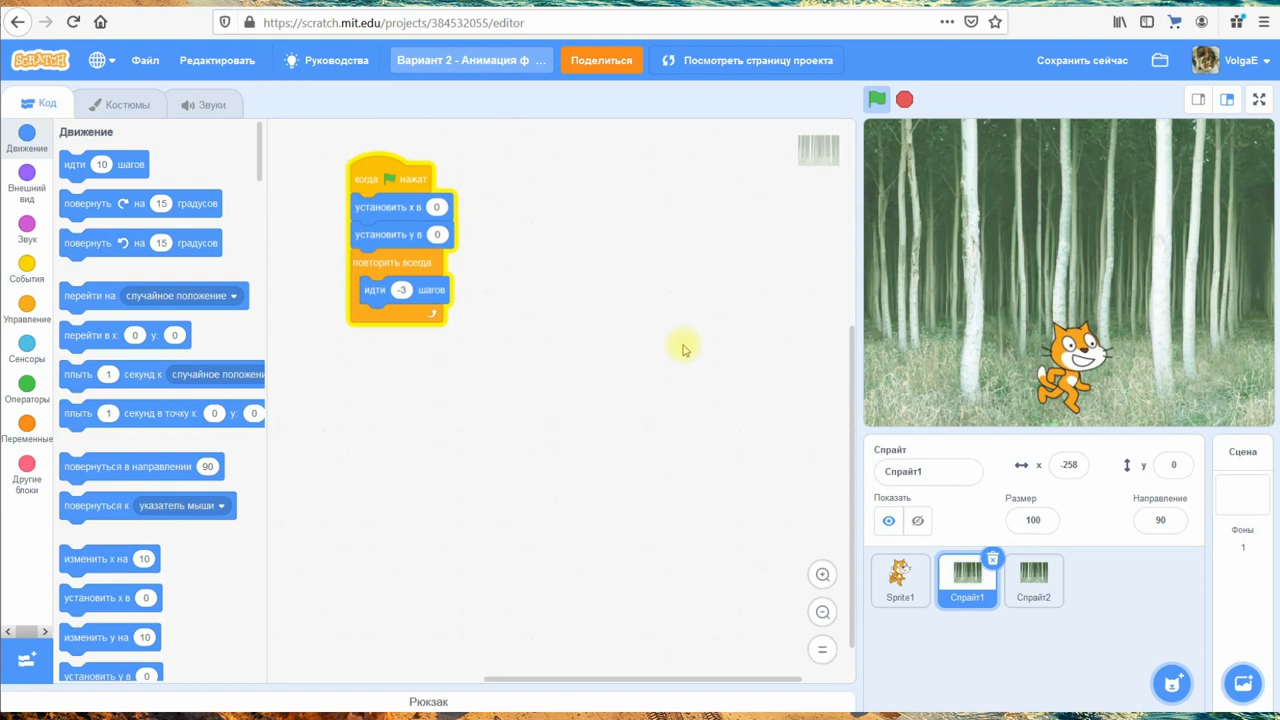 https://scratch.mit.edu/projects/384532055/editor
SCRATCH
Файл
Редактировать
Руководства
Вариант 2 - Анимация ф ...
Поделиться
Посмотреть страницу проекта
Сохранить сейчас
VolgaE
Код
Костюмы
Звуки
Движение
Движение
Внешний
вид
Звук
События
Управление
Сенсоры
Операторы
Переменные
Другие
блоки
идти 10 шагов
повернуть на 15 градусов
повернуть на 15 градусов
перейти на случайное положение
перейти в x: 0 y: 0
плыть 1 секунд к случайное положени
плыть 1 секунд в точку x: 0 y: 0
повернуться в направлении 90
повернуться к указатель мыши
изменить x на 10
установить x в 0
изменить y на 10
установить y в 0
когда нажат
установить x в 0
установить y в 0
повторять всегда
идти -3 шагов
Рюкзак
Спрайт
Спрайт1
x -258
y 0
Показать
Размер
100
Направление
90
Sprite1
Спрайт1
Спрайт2
Сцена
Фоны
1